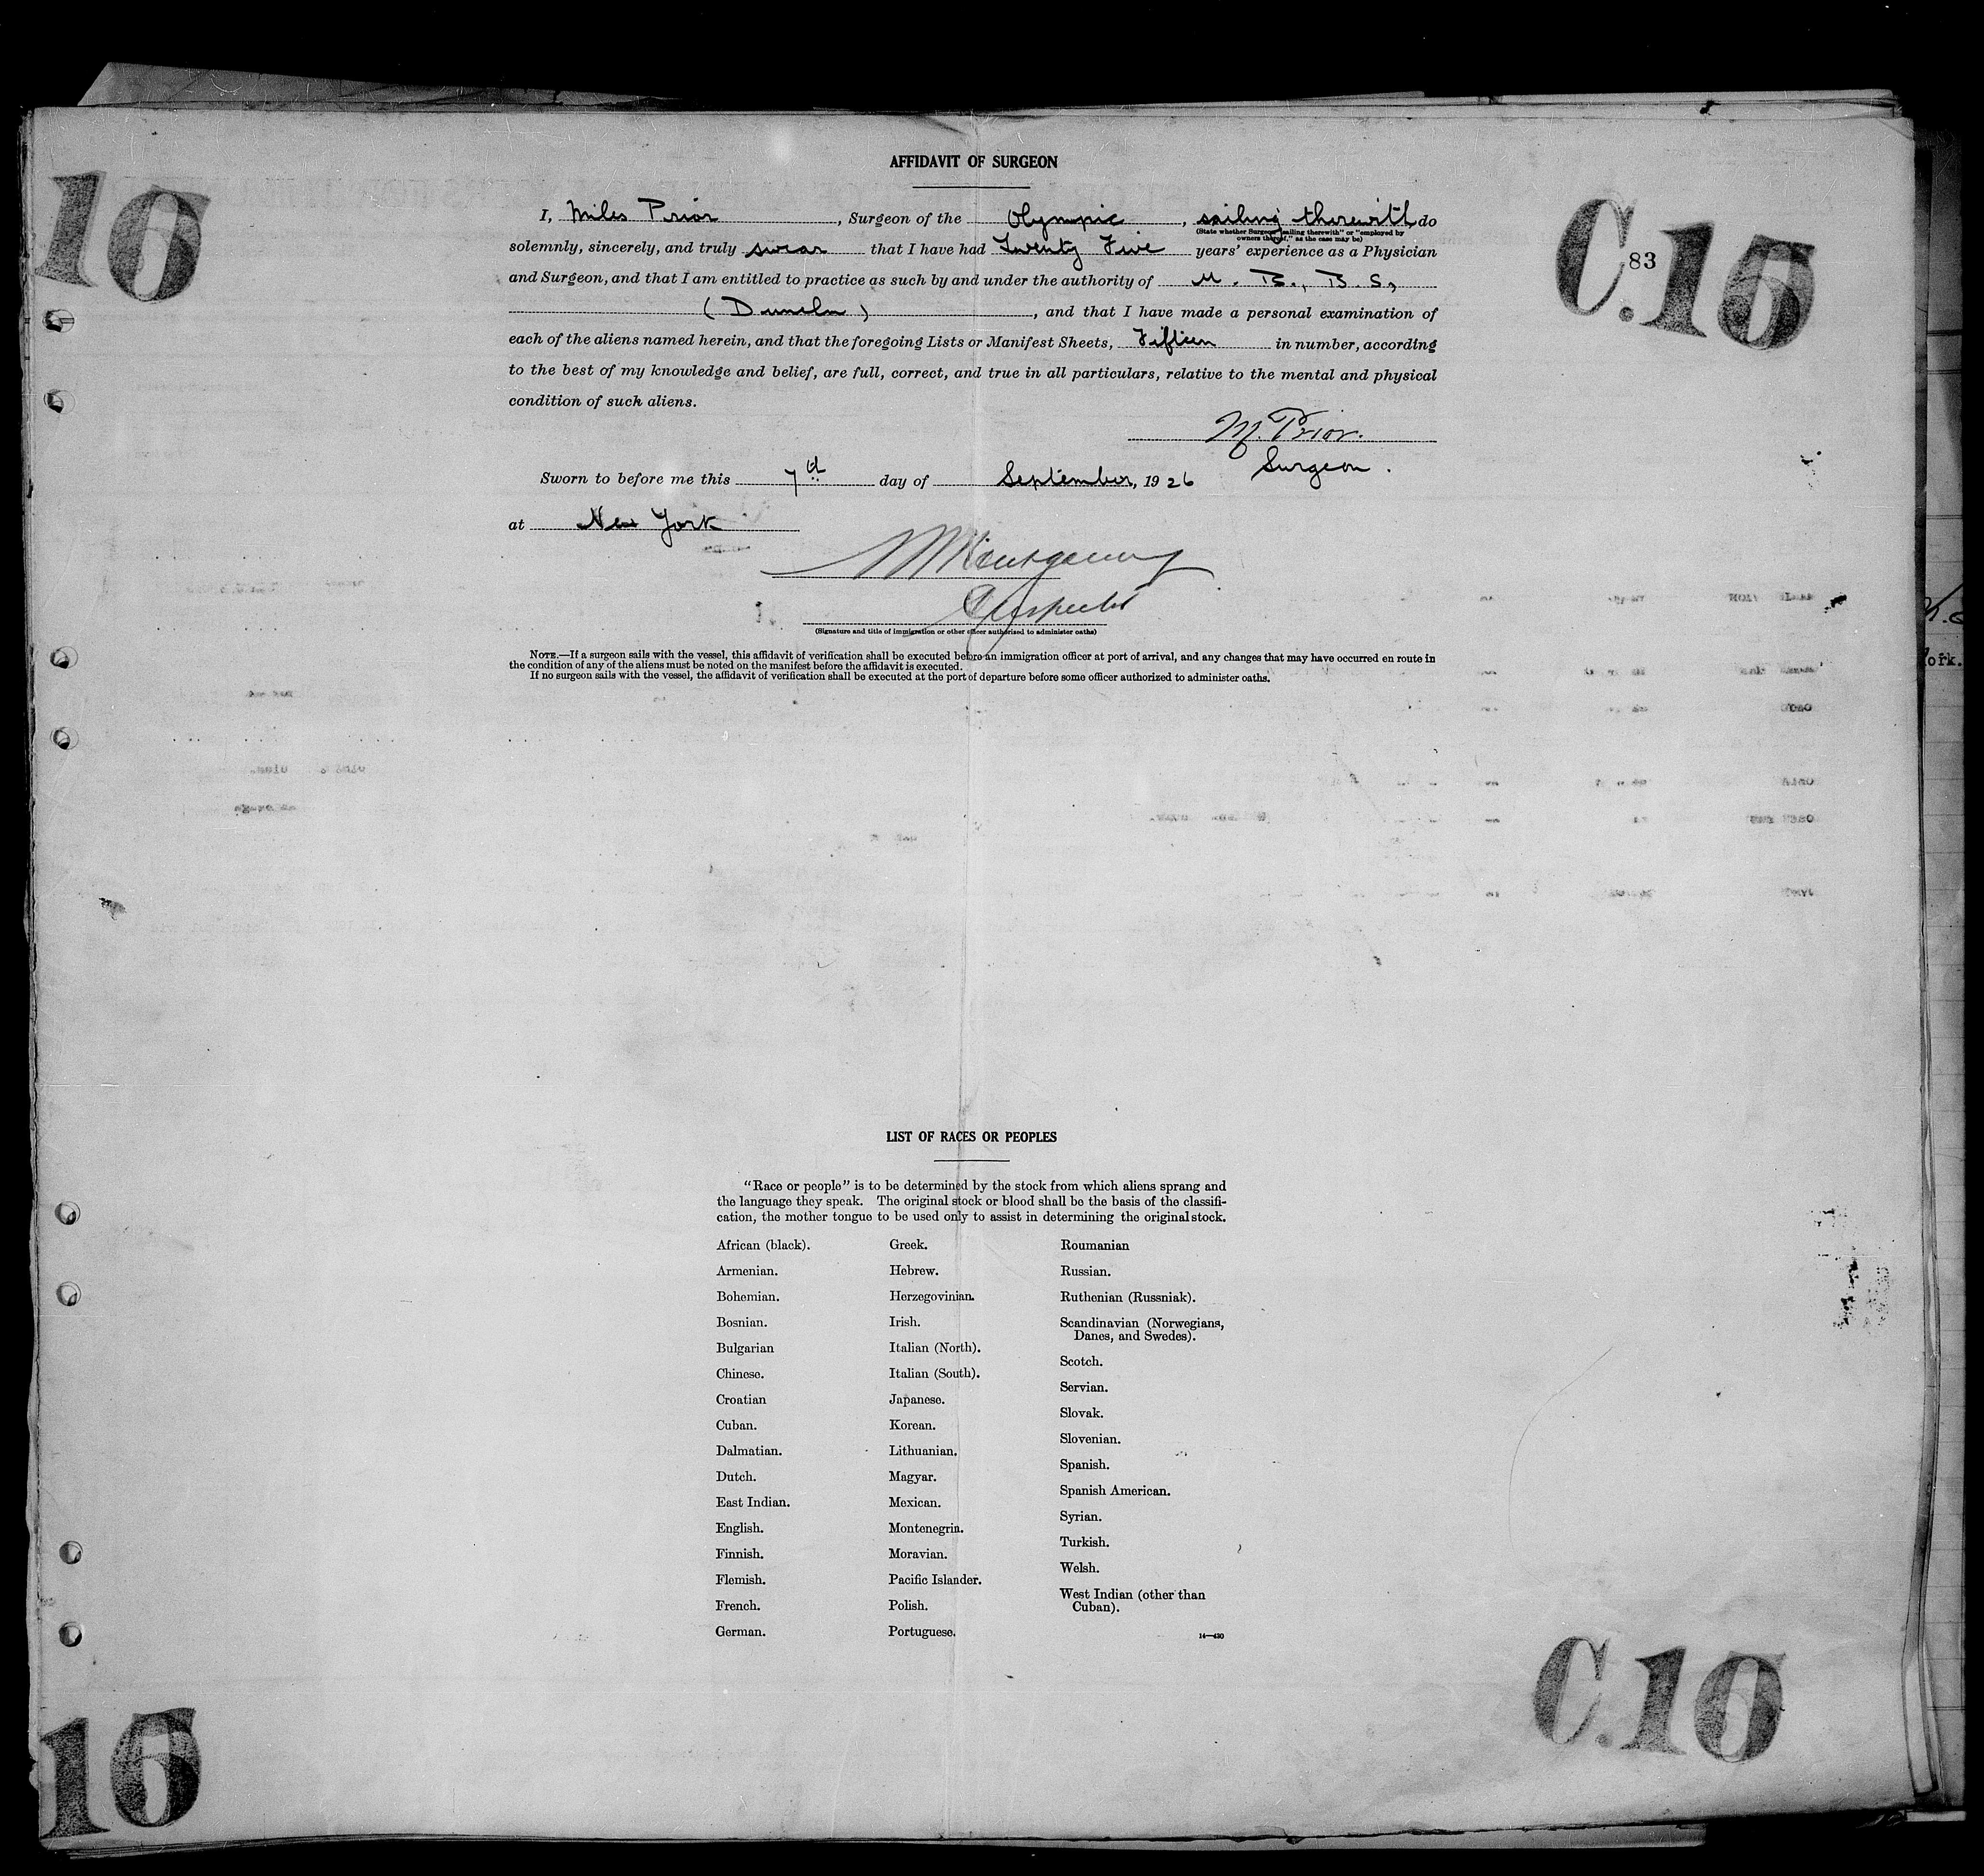 16
C.15
83
AFFIDAVIT OF SURGEON
I, Miles Prior, Surgeon of the Olympic, sailing therewith, do
(State whether Surgeon "sailing therewith" or "employed by
owners thereof," as the case may be)
solemnly, sincerely, and truly swear that I have had Twenty Five years' experience as a Physician
and Surgeon, and that I am entitled to practice as such by and under the authority of M. B., B. S.,
(Dunelm), and that I have made a personal examination of
each of the aliens named herein, and that the foregoing Lists or Manifest Sheets, Fifteen in number, according
to the best of my knowledge and belief, are full, correct, and true in all particulars, relative to the mental and physical
condition of such aliens.
M. Prior.
Surgeon.
Sworn to before me this 7th day of September, 1926
at New York
Montgomery
Inspector
(Signature and title of immigration or other officer authorized to administer oaths)
NOTE.—If a surgeon sails with the vessel, this affidavit of verification shall be executed before an immigration officer at port of arrival, and any changes that may have occurred en route in
the condition of any of the aliens must be noted on the manifest before the affidavit is executed.
If no surgeon sails with the vessel, the affidavit of verification shall be executed at the port of departure before some officer authorized to administer oaths.
ork.
LIST OF RACES OR PEOPLES
"Race or people" is to be determined by the stock from which aliens sprang and
the language they speak. The original stock or blood shall be the basis of the classifi-
cation, the mother tongue to be used only to assist in determining the original stock.
African (black).
Armenian.
Bohemian.
Bosnian.
Bulgarian
Chinese.
Croatian
Cuban.
Dalmatian.
Dutch.
East Indian.
English.
Finnish.
Flemish.
French.
German.
Greek.
Hebrew.
Herzegovinian.
Irish.
Italian (North).
Italian (South).
Japanese.
Korean.
Lithuanian.
Magyar.
Mexican.
Montenegrin.
Moravian.
Pacific Islander.
Polish.
Portuguese.
Roumanian
Russian.
Ruthenian (Russniak).
Scandinavian (Norwegians,
Danes, and Swedes).
Scotch.
Servian.
Slovak.
Slovenian.
Spanish.
Spanish American.
Syrian.
Turkish.
Welsh.
West Indian (other than
Cuban).
14—430
16
C.10